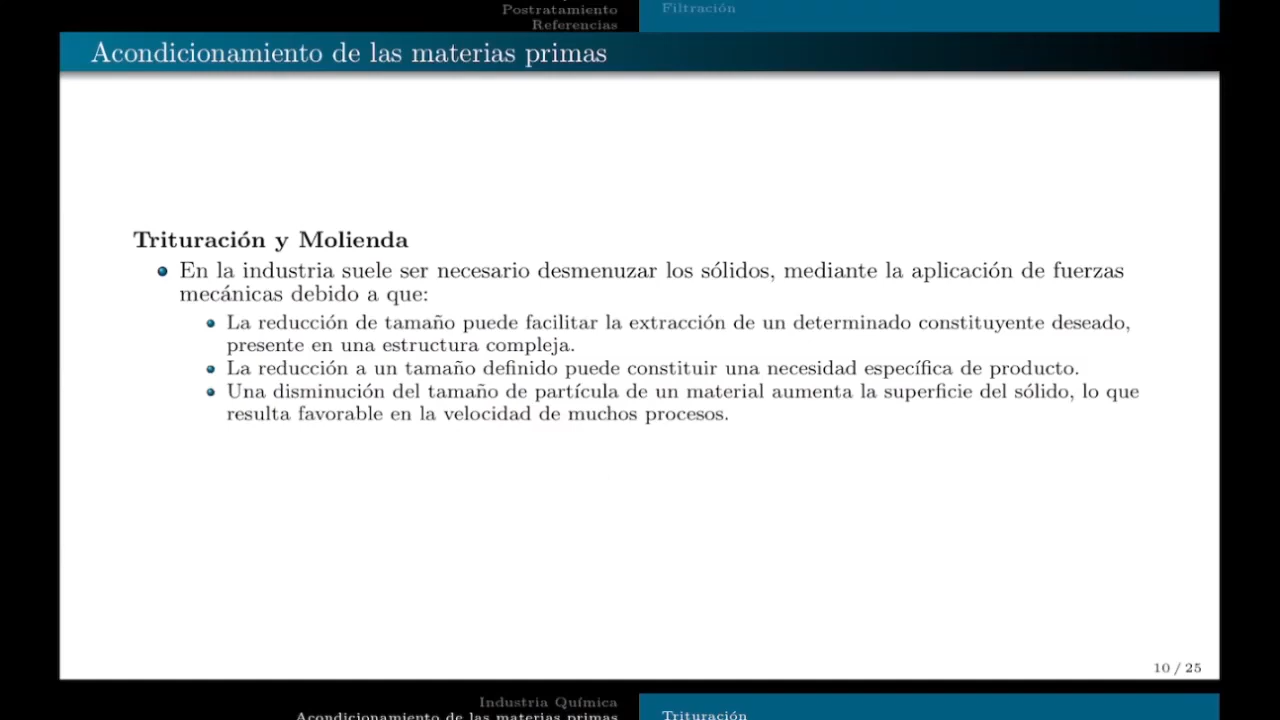 Postratamiento
Filtración
Referencias
Acondicionamiento de las materias primas
Trituración y Molienda
En la industria suele ser necesario desmenuzar los sólidos, mediante la aplicación de fuerzas
mecánicas debido a que:
La reducción de tamaño puede facilitar la extracción de un determinado constituyente deseado,
presente en una estructura compleja.
La reducción a un tamaño definido puede constituir una necesidad específica de producto.
Una disminución del tamaño de partícula de un material aumenta la superficie del sólido, lo que
resulta favorable en la velocidad de muchos procesos.
10 / 25
Industria Química
Acondicionamiento de las materias primas
Trituración